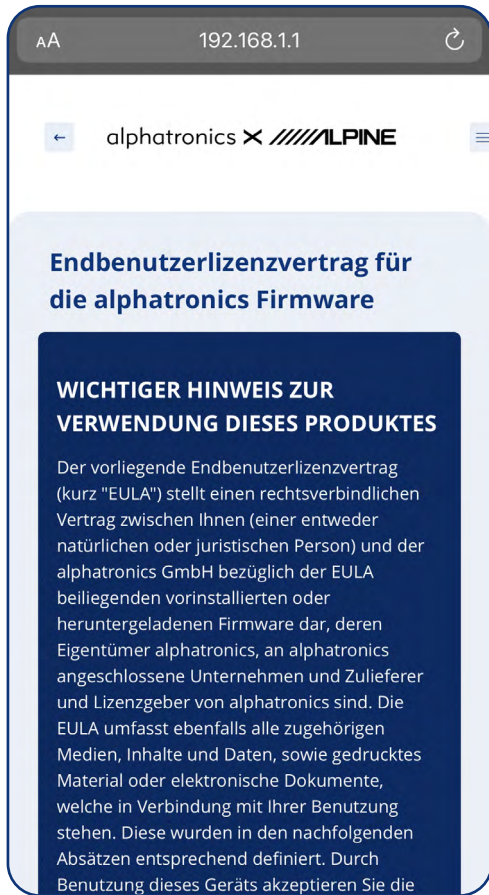 AA 192.168.1.1
alphatronics X ALPINE
Endbenutzerlizenzvertrag für
die alphatronics Firmware
WICHTIGER HINWEIS ZUR
VERWENDUNG DIESES PRODUKTES
Der vorliegende Endbenutzerlizenzvertrag
(kurz "EULA") stellt einen rechtsverbindlichen
Vertrag zwischen Ihnen (einer entweder
natürlichen oder juristischen Person) und der
alphatronics GmbH bezüglich der EULA
beiliegenden vorinstallierten oder
heruntergeladenen Firmware dar, deren
Eigentümer alphatronics, an alphatronics
angeschlossene Unternehmen und Zulieferer
und Lizenzgeber von alphatronics sind. Die
EULA umfasst ebenfalls alle zugehörigen
Medien, Inhalte und Daten, sowie gedrucktes
Material oder elektronische Dokumente,
welche in Verbindung mit Ihrer Benutzung
stehen. Diese wurden in den nachfolgenden
Absätzen entsprechend definiert. Durch
Benutzung dieses Geräts akzeptieren Sie die